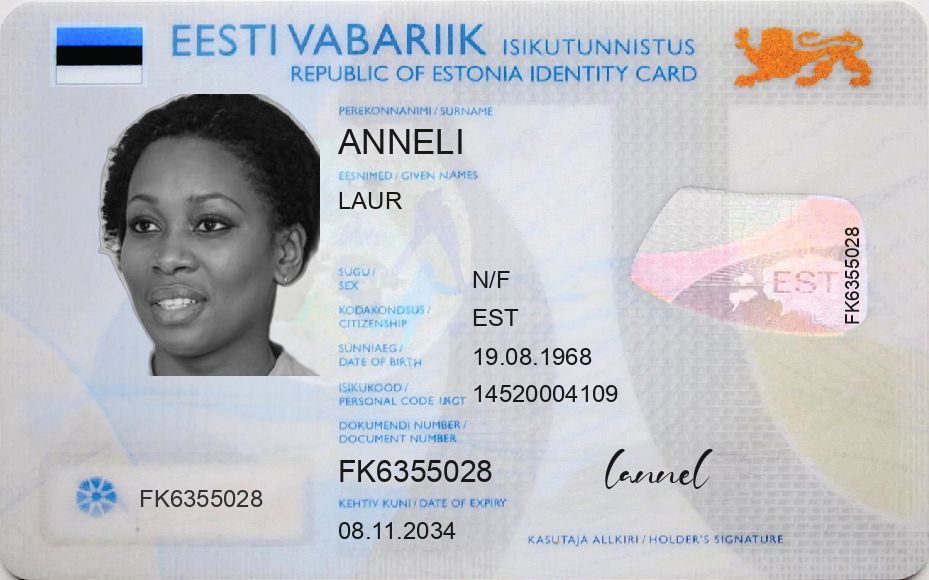 EESTI VABARIIK ISIKUTUNNISTUS
REPUBLIC OF ESTONIA IDENTITY CARD
PEREKONNANIMI / SURNAME
ANNELI
EESNIMED / GIVEN NAMES
LAUR
SUGU /
SEX
N/F
KODAKONDSUS /
CITIZENSHIP
EST
SÜNNIAEG /
DATE OF BIRTH
19.08.1968
ISIKUKOOD /
PERSONAL CODE
14520004109
DOKUMENDI NUMBER /
DOCUMENT NUMBER
FK6355028
KEHTIV KUNI / DATE OF EXPIRY
08.11.2034
FK6355028
EST
FK6355028
lannel
KASUTAJA ALLKIRI / HOLDER'S SIGNATURE